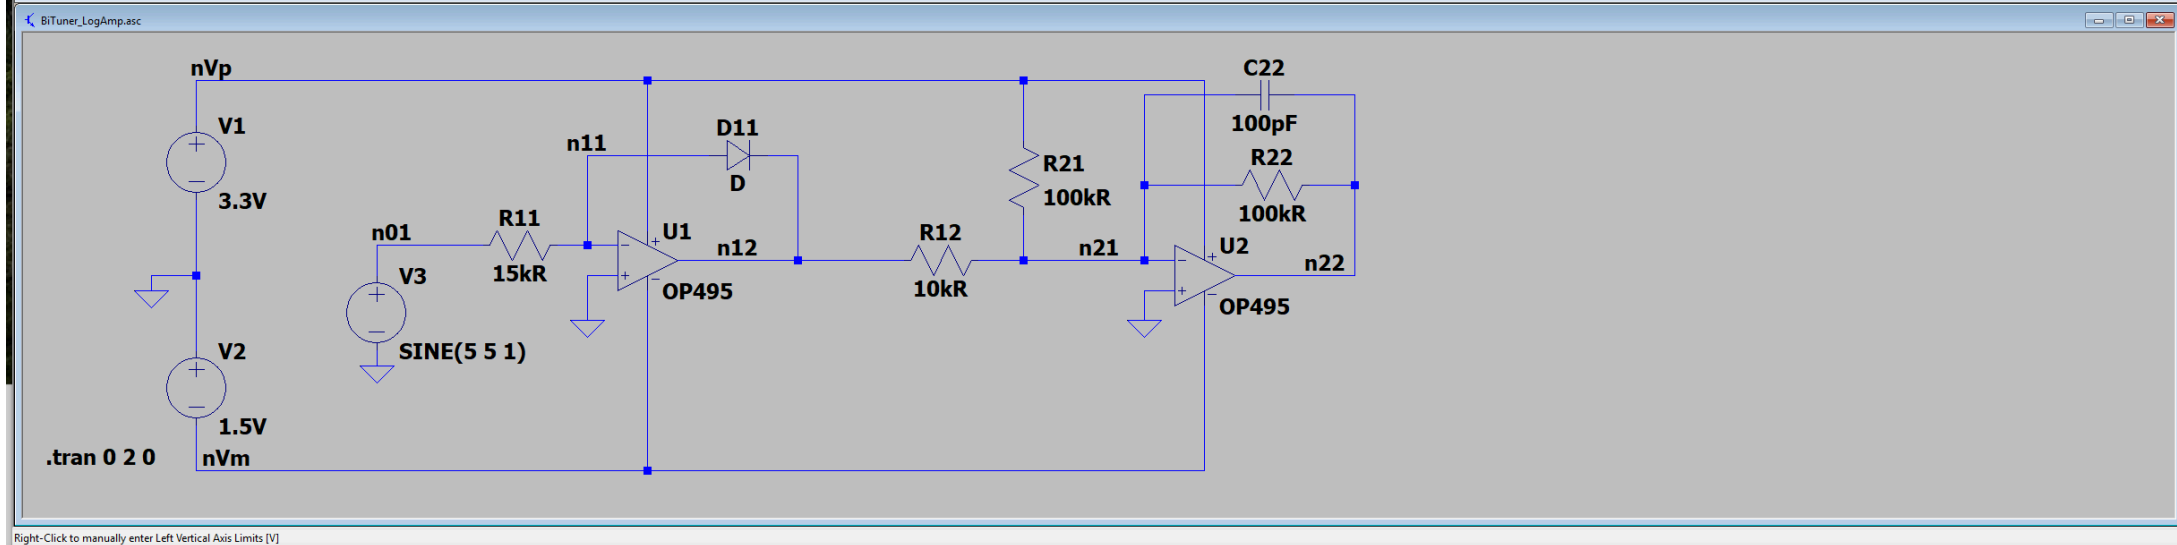 BiTuner_LogAmp.asc
nVp
V1
3.3V
V2
1.5V
nVm
.tran 0 2 0
n01
V3
SINE(5 5 1)
R11
15kR
n11
D11
D
U1
OP495
n12
R12
10kR
R21
100kR
n21
C22
100pF
R22
100kR
U2
OP495
n22
Right-Click to manually enter Left Vertical Axis Limits [V]